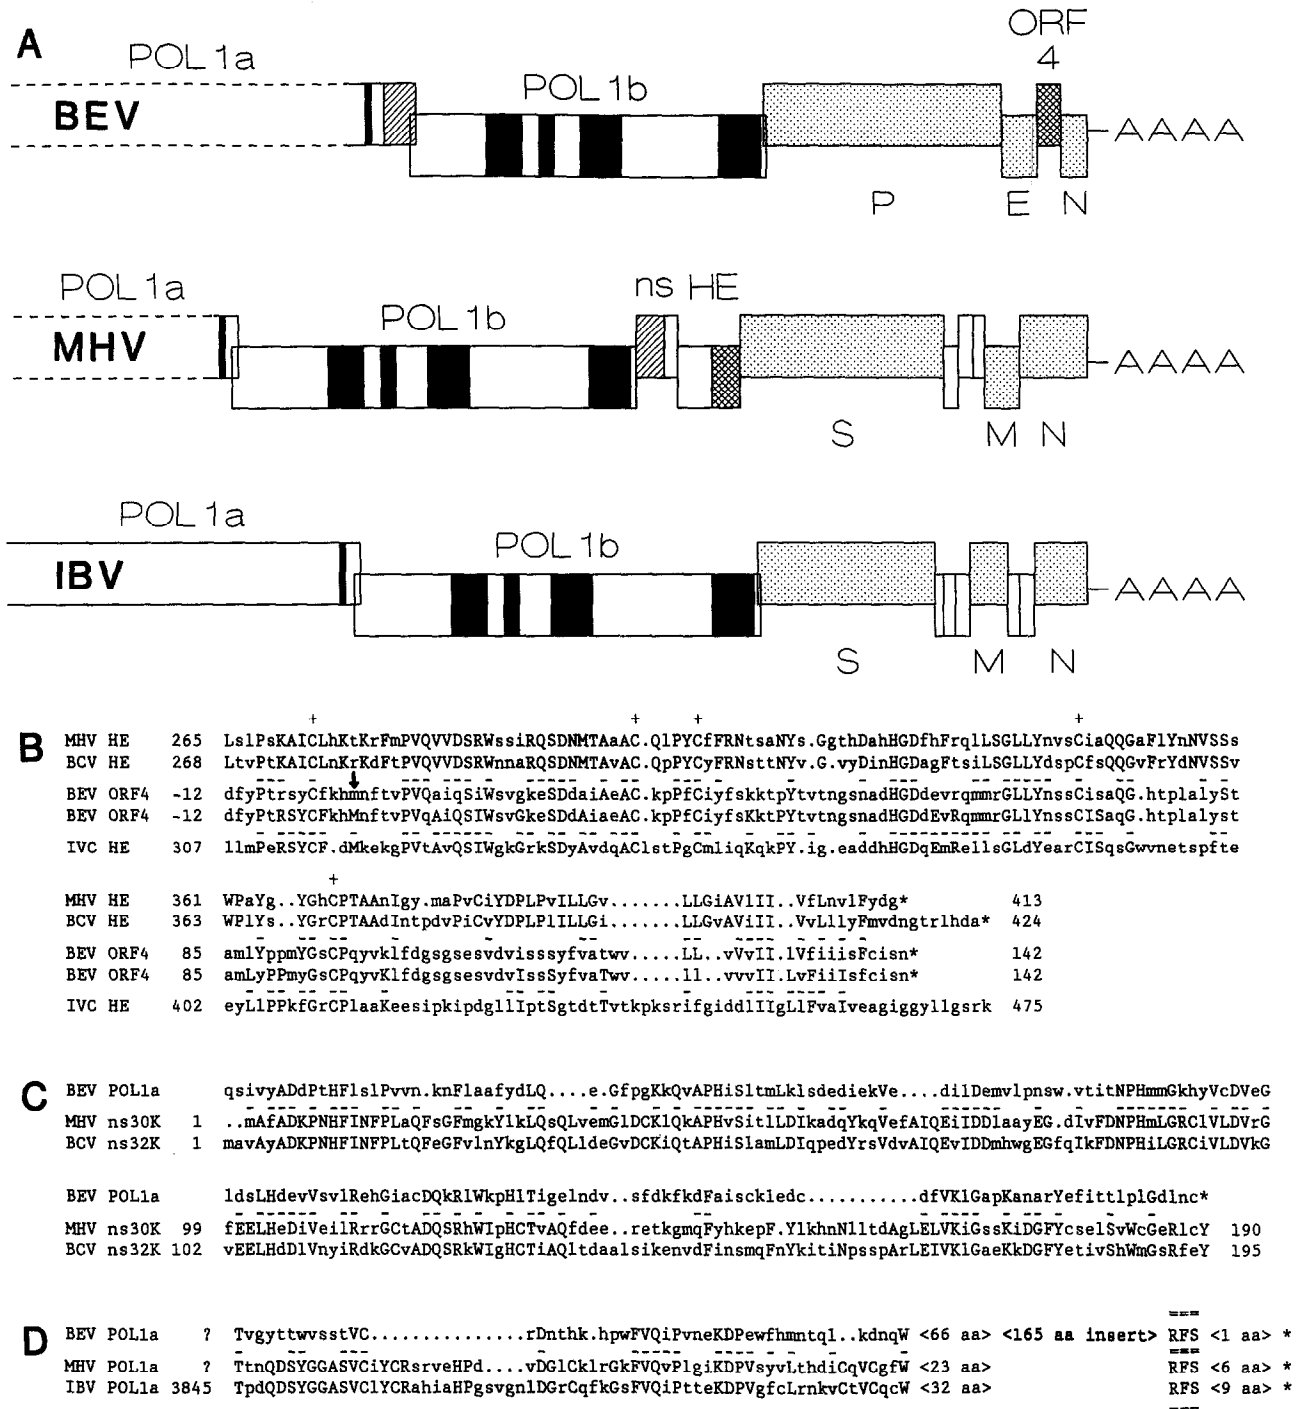 A
ORF
4
POL 1a
POL 1b
BEV
AAAA
P E N
POL 1a
ns HE
POL 1b
MHV
AAAA
S M N
POL 1a
POL 1b
IBV
AAAA
S M N
+ + + +
B
MHV HE 265 LslPsKAICLhKtKrFmPVQVVDSRWssiRQSDNMTAaAC.QlPYCfFRNtsaNYs.GgthDahHGDfhFrqlLSGLLYnvsCiaQQGaFlYnNVSSs
BCV HE 268 LtvPtKAICLnKrKdFtPVQVVDSRWnnaRQSDNMTAvAC.QpPYCyFRNsttNYv.G.vyDinHGDagFtsiLSGLLYdspCfsQQGvFrYdNVSSv
BEV ORF4 -12 dfyPtrsyCfkhmnftvPVQaiqSiWsvgkeSDdaiAeAC.kpPfCiyfskktpYtvtngsnadHGDdevrqmmrGLLYnssCisaQG.htplalySt
BEV ORF4 -12 dfyPtRSYCFkhMnftvPVqAiQSIWsvGkeSDdAiaeAC.kpPfCiyfsKktPYtvtngsnadHGDdEvRqmmrGLlYnssCISaqG.htplalyst
IVC HE 307 llmPeRSYCF.dMkekgPVtAvQSIWgkGrkSDyAvdqAClstPgCmliqKqkPY.ig.eaddhHGDqEmRellsGLdYearCISqsGwvnetspfte
+
MHV HE 361 WPaYg..YGhCPTAAnIgy.maPvCiYDPLPvILLGv.......LLGiAVlII..VfLnvlFydg* 413
BCV HE 363 WPlYs..YGrCPTAAdIntpdvPiCvYDPLPlILLGi.......LLGvAViII..VvLllyFmvdngtrlhda* 424
BEV ORF4 85 amlYppmYGsCPqyvklfdgsgsesvdvisssyfvatwv.....LL..vVvII.lVfiiisFcisn* 142
BEV ORF4 85 amLyPPmyGsCPqyvKlfdgsgsesvdvIssSyfvaTwv.....ll..vvvII.LvFiIIsfcisn* 142
IVC HE 402 eyLlPPkfGrCPlaaKeesipkipdgllIptSgtdtTvtkpksrifgiddlIIgLlFvaIveagiggyllgsrk 475
C
BEV POL1a qsivyADdPtHFlslPvvn.knFlaafydLQ....e.GfpgKkQvAPHiSltmLklsdediekVe....dilDemvlpnsw.vtitNPHmmGkhyVcDVeG
MHV ns30K 1 ..mAfADKPNHFINFPLaQFsGFmgkYlkLQsQLvemGlDCKlQkAPHvSitlLDIkadqYkqVefAIQEiIDDlaayEG.dIvFDNPHmLGRClVLDVrG
BCV ns32K 1 mavAyADKPNHFINFPLtQFeGFvlnYkgLQfQLldeGvDCKiQtAPHiSlamLDIqpedYrsVdvAIQEvIDDmhwgEGfqIkFDNPHiLGRCiVLDVkG
BEV POL1a ldsLHdevVsvlRehGiacDQkRlWkpHlTigelndv..sfdkfkdFaisckledc...........dfVKlGapKanarYefittlplGdlnc*
MHV ns30K 99 fEELHeDiVeilRrrGCtADQSRhWIpHCTvAQfdee..retkgmqFyhkepF.YlkhnNlltdAgLELVKiGssKiDGFYcselSvWcGeRlcY 190
BCV ns32K 102 vEELHdDlVnyiRdkGCvADQSRkWIgHCTiAQltdaalsikenvdFinsmqFnYkitiNpsspArLEIVKlGaeKkDGFYetivShWmGsRfeY 195
D
BEV POL1a ? TvgyttwvsstVC...............rDnthk.hpwFVQiPvneKDPewfhmntql..kdnqW <66 aa> <165 aa insert> RFS <1 aa> *
MHV POL1a ? TtnQDSYGGASVCiYCRsrveHPd....vDGlCklrGkFVQvPlgiKDPVsyvLthdiCqVCgfW <23 aa> RFS <6 aa> *
IBV POL1a 3845 TpdQDSYGGASVClYCRahiaHPgsvgnlDGrCqfkGsFVQiPtteKDPVgfcLrnkvCtVCqcW <32 aa> RFS <9 aa> *